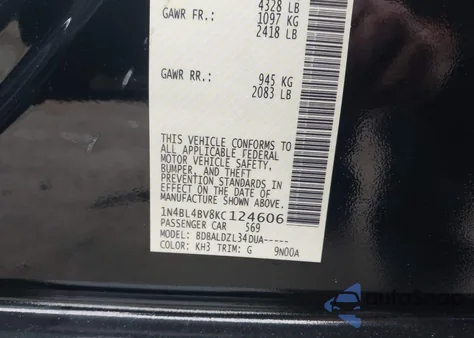 4328 LB
GAWR FR.: 1097 KG
2418 LB
GAWR RR.: 945 KG
2083 LB
THIS VEHICLE CONFORMS TO
ALL APPLICABLE FEDERAL
MOTOR VEHICLE SAFETY,
BUMPER, AND THEFT
PREVENTION STANDARDS IN
EFFECT ON THE DATE OF
MANUFACTURE SHOWN ABOVE.
1N4BL4BV8KC124606
PASSENGER CAR 569
MODEL: BDBALDZL34DUA-----
COLOR: KH3 TRIM: G 9N00A
autoSnap